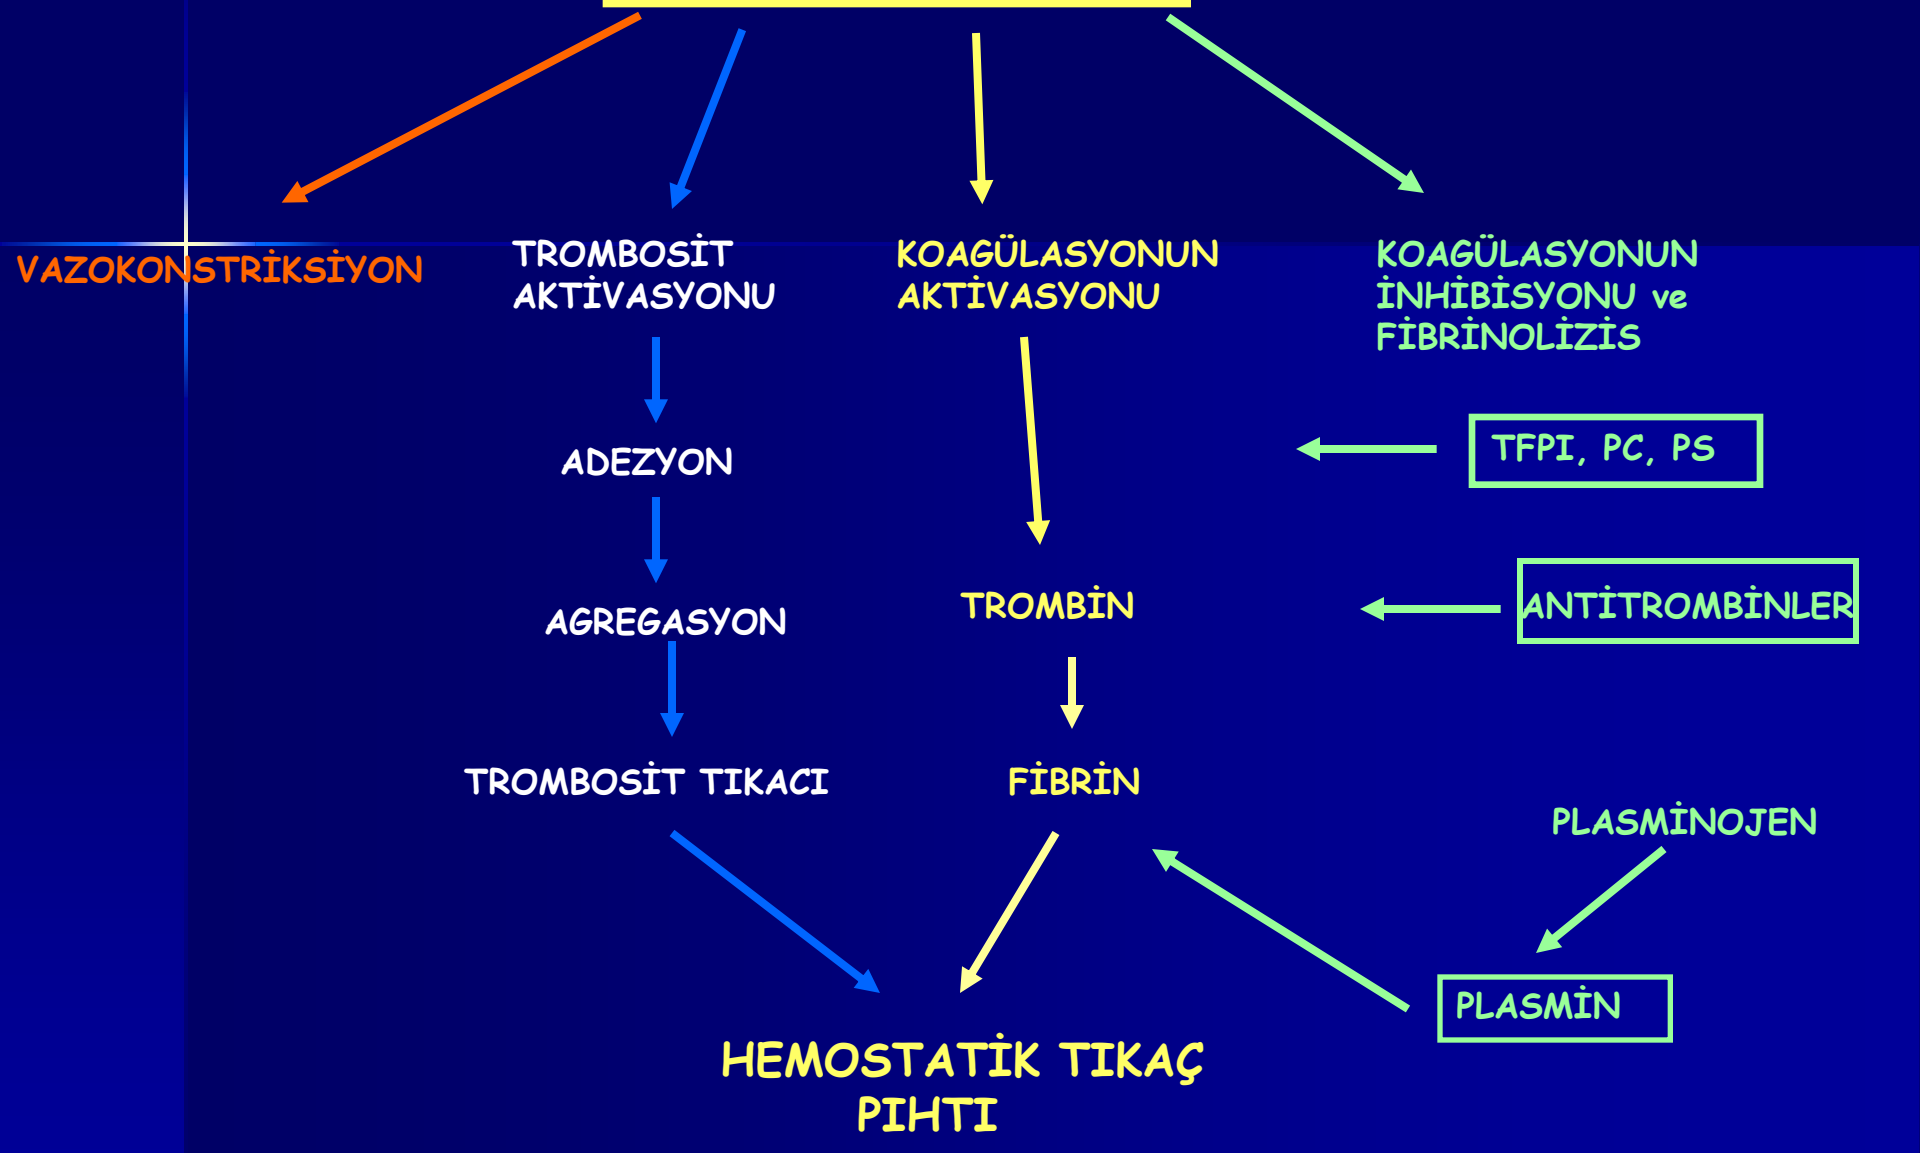 VAZOKONSTRİKSİYON
TROMBOSİT
AKTİVASYONU
KOAGÜLASYONUN
AKTİVASYONU
KOAGÜLASYONUN
İNHİBİSYONU ve
FİBRİNOLİZİS
ADEZYON
TFPI, PC, PS
AGREGASYON
TROMBİN
ANTİTROMBİNLER
TROMBOSİT TIKACI
FİBRİN
PLASMİNOJEN
PLASMİN
HEMOSTATİK TIKAÇ
PIHTI